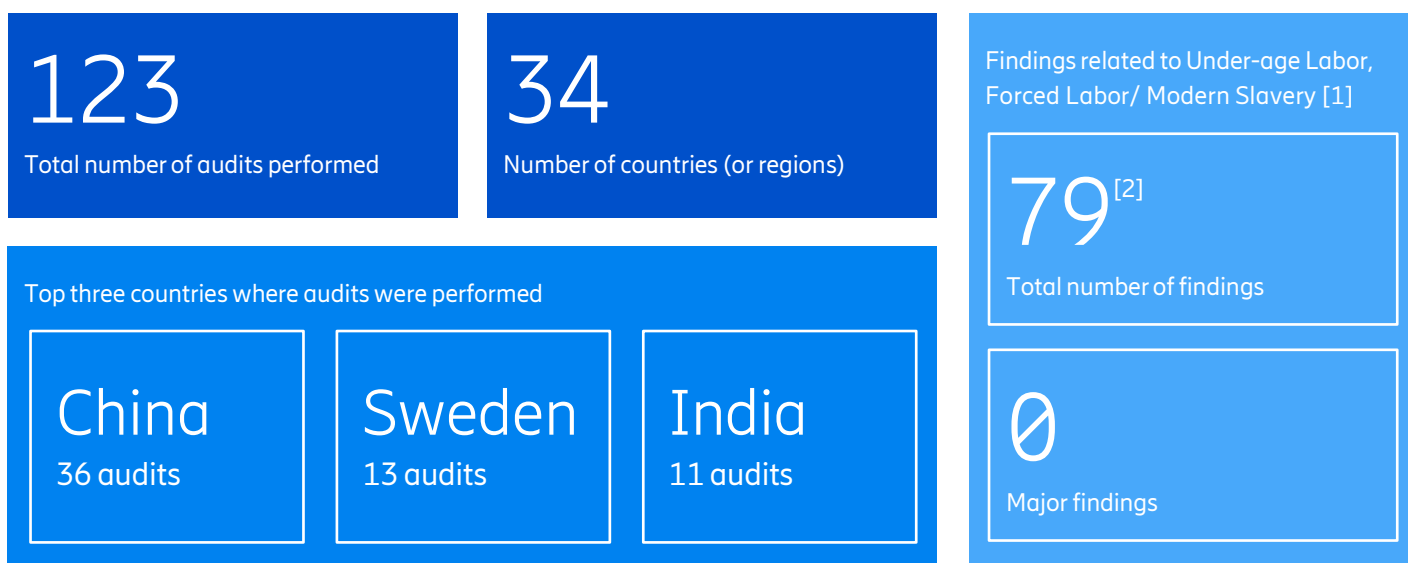 123
Total number of audits performed
34
Number of countries (or regions)
Top three countries where audits were performed
China
36 audits
Sweden
13 audits
India
11 audits
Findings related to Under-age Labor,
Forced Labor/ Modern Slavery [1]
79[2]
Total number of findings
0
Major findings